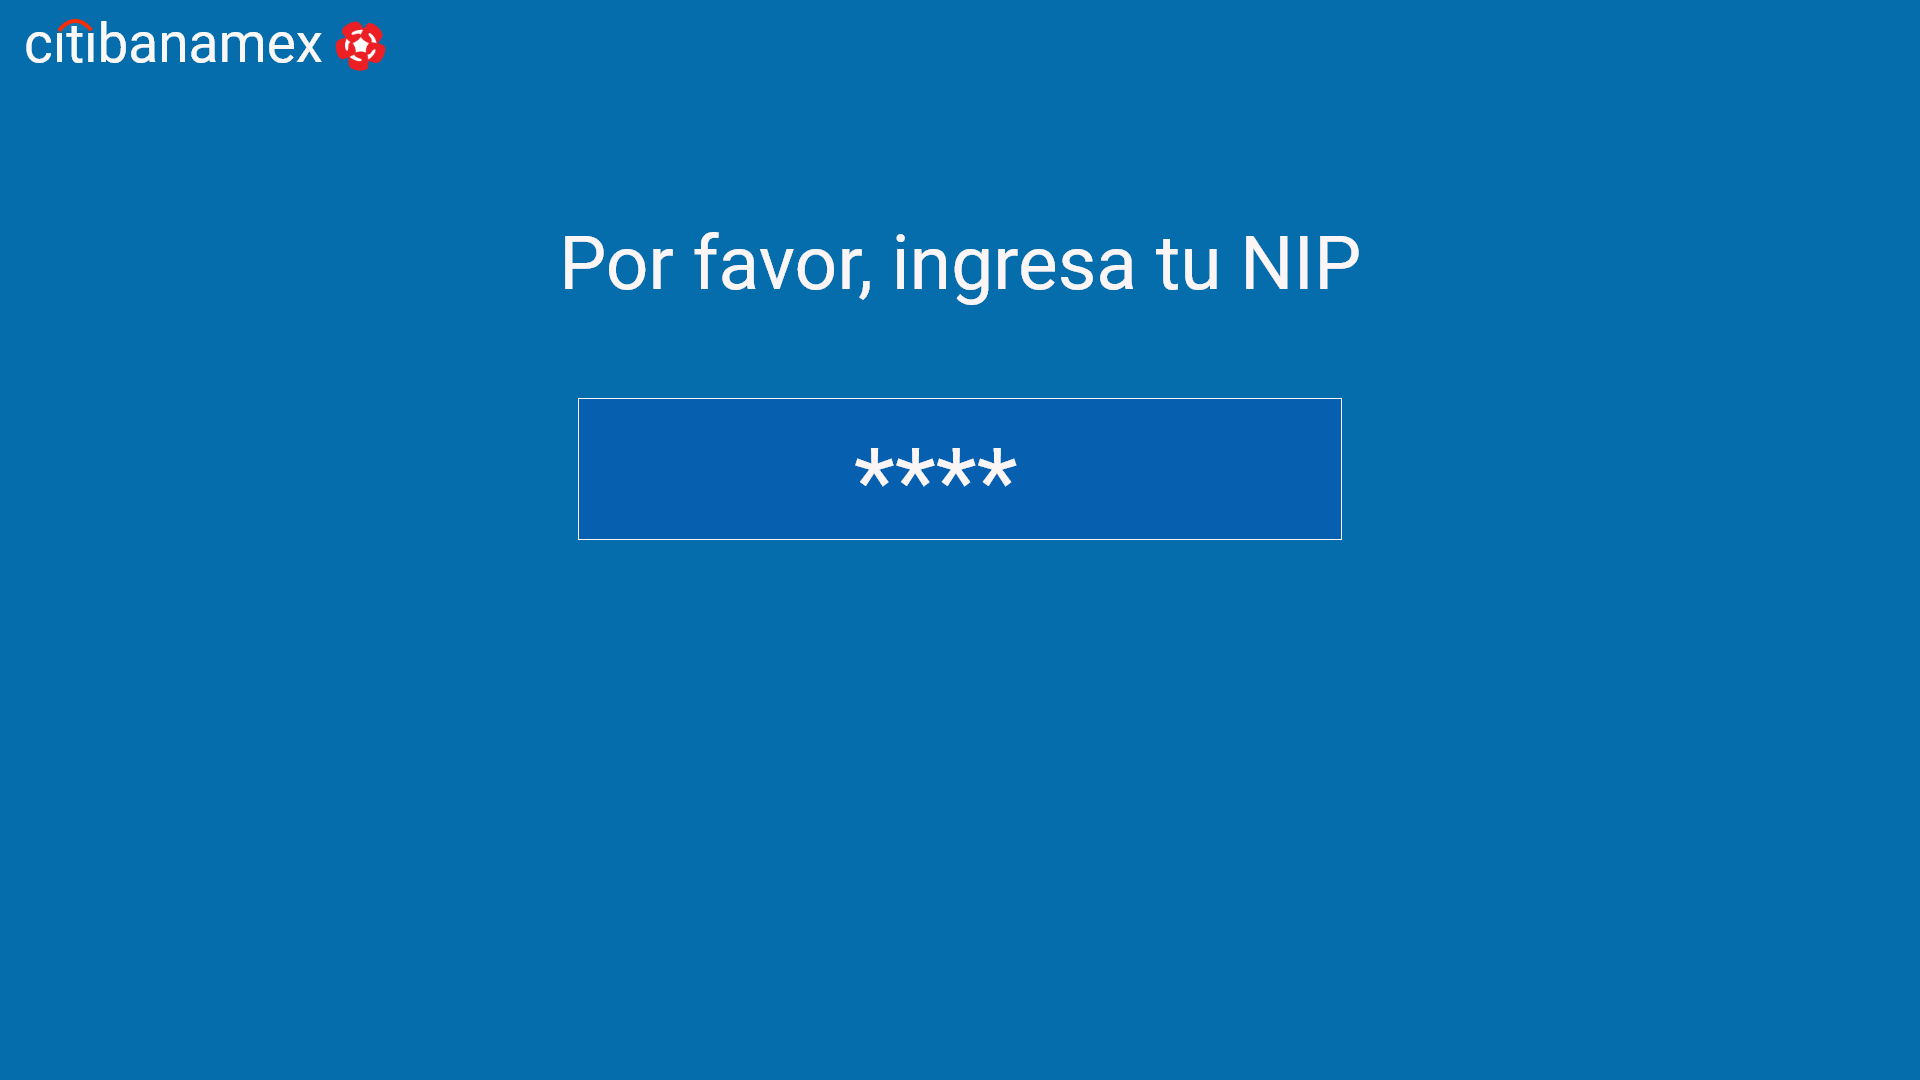 citibanamex
Por favor, ingresa tu NIP
****